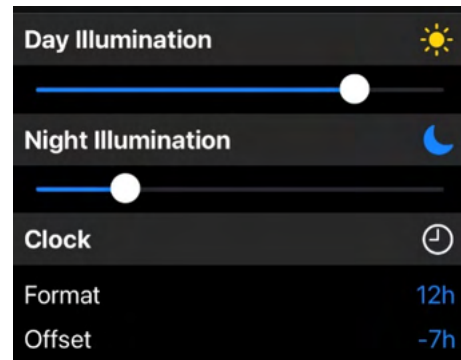 Day Illumination
Night Illumination
Clock
Format 12h
Offset -7h